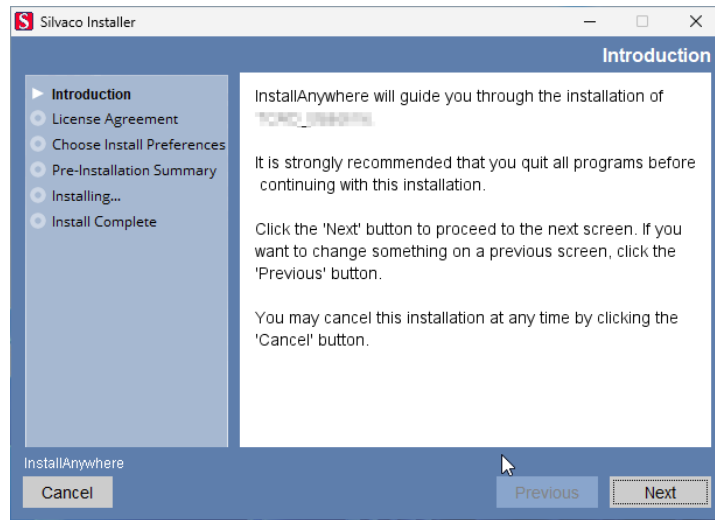 Silvaco Installer
Introduction
Introduction
License Agreement
Choose Install Preferences
Pre-Installation Summary
Installing...
Install Complete
InstallAnywhere will guide you through the installation of
It is strongly recommended that you quit all programs before
continuing with this installation.
Click the 'Next' button to proceed to the next screen. If you
want to change something on a previous screen, click the
'Previous' button.
You may cancel this installation at any time by clicking the
'Cancel' button.
InstallAnywhere
Cancel
Previous
Next